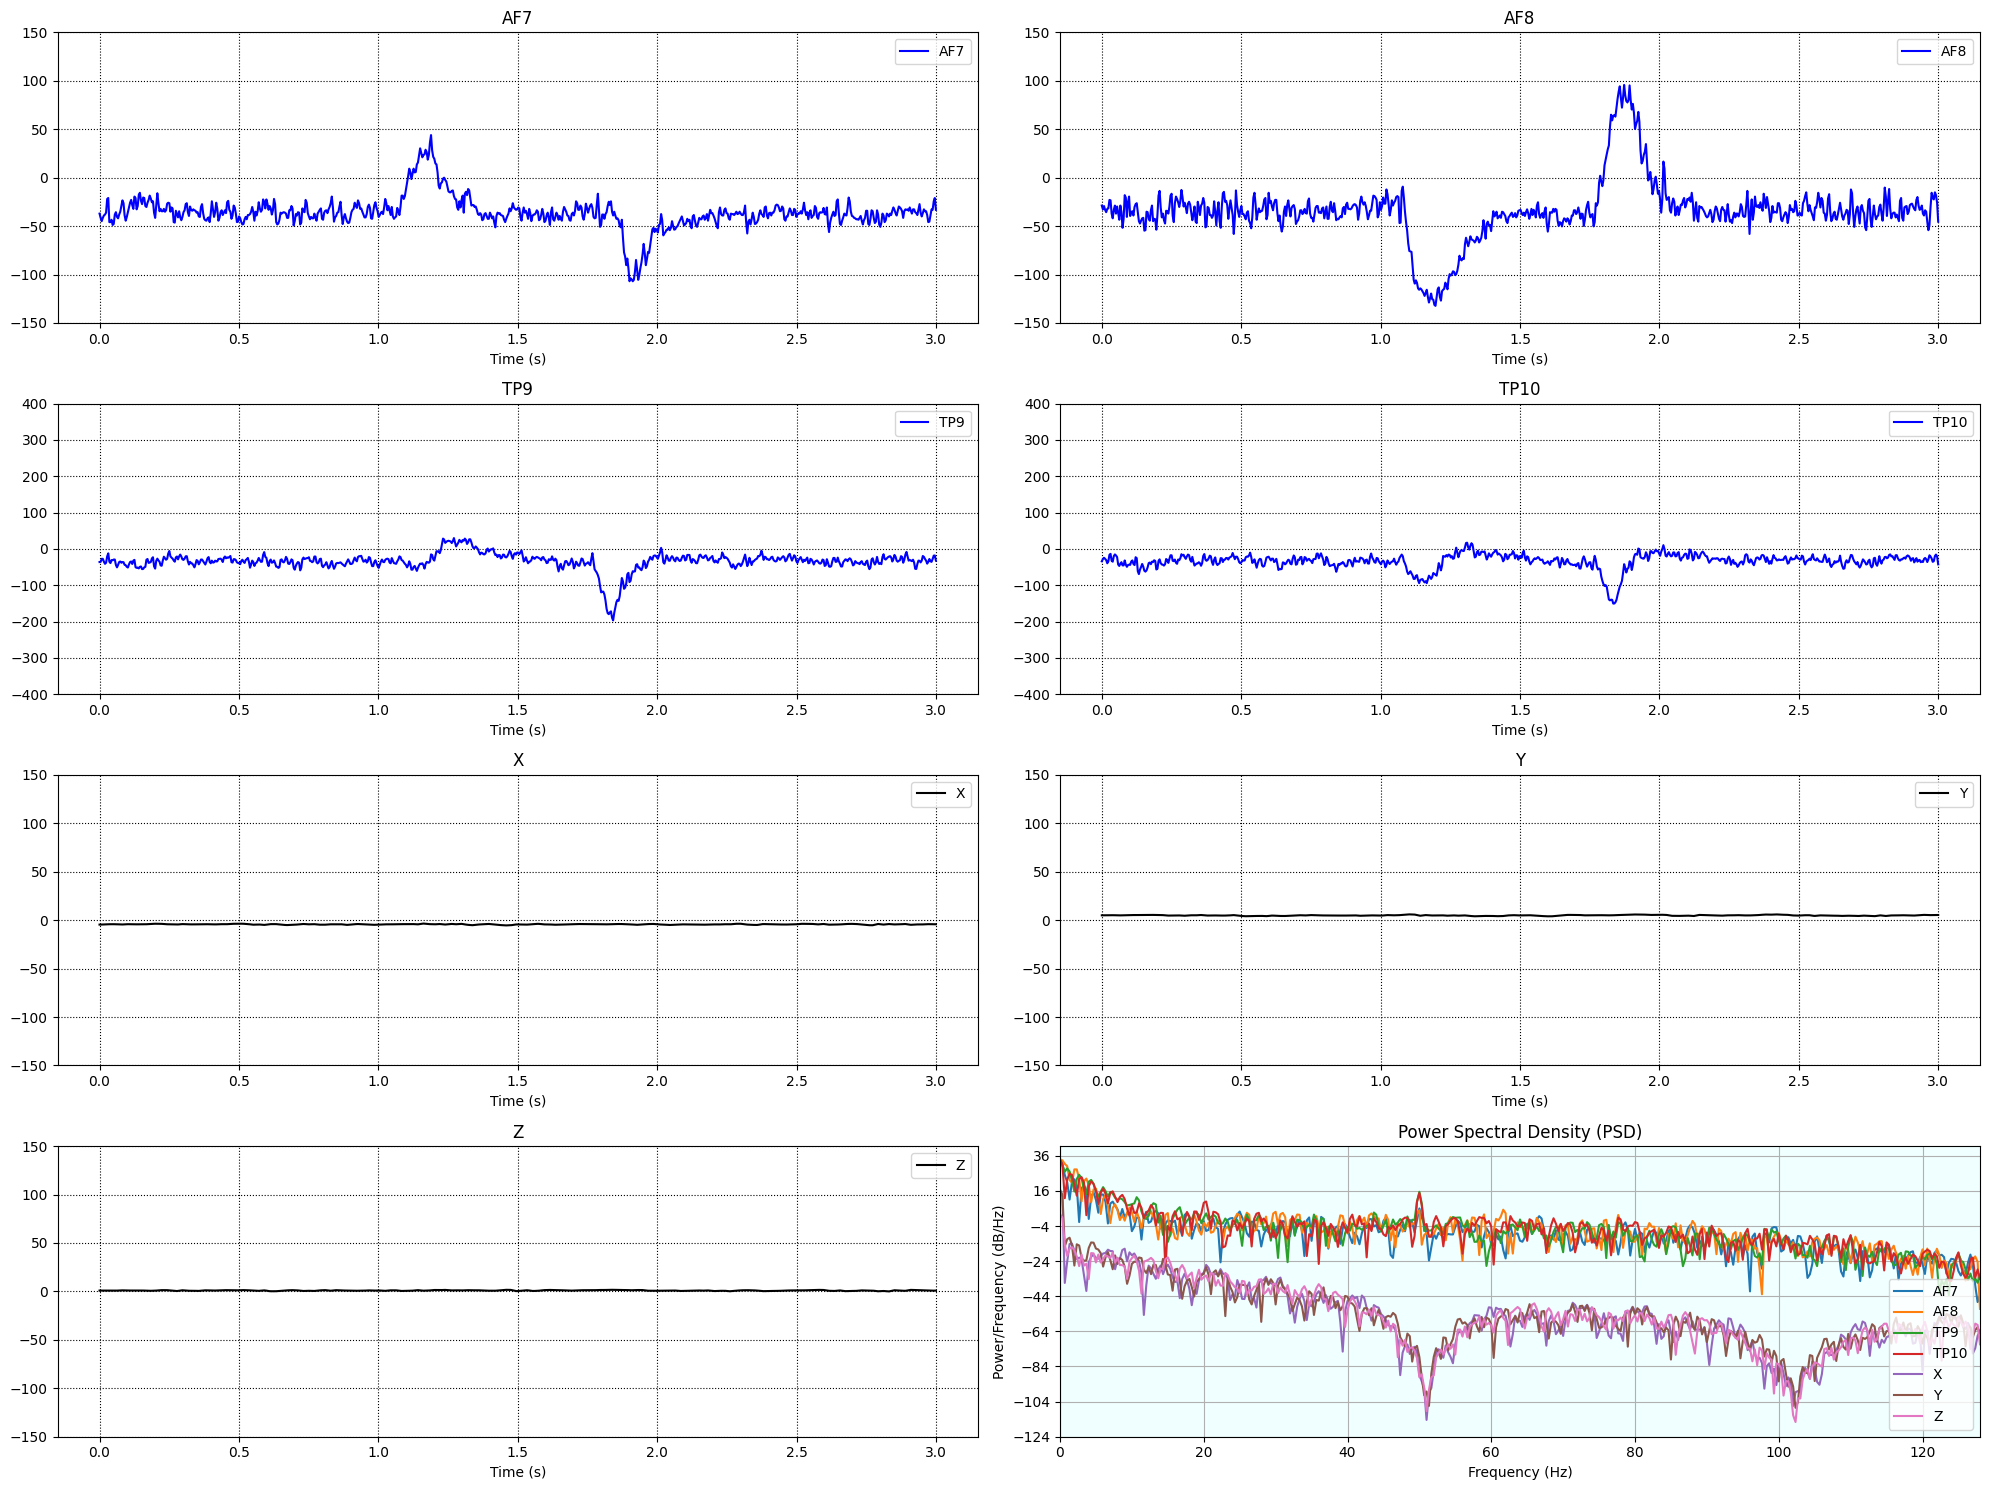 AF7
150
100
50
0
−50
−100
−150
AF7
0.0 0.5 1.0 1.5 2.0 2.5 3.0
Time (s)
AF8
150
100
50
0
−50
−100
−150
AF8
0.0 0.5 1.0 1.5 2.0 2.5 3.0
Time (s)
TP9
400
300
200
100
0
−100
−200
−300
−400
TP9
0.0 0.5 1.0 1.5 2.0 2.5 3.0
Time (s)
TP10
400
300
200
100
0
−100
−200
−300
−400
TP10
0.0 0.5 1.0 1.5 2.0 2.5 3.0
Time (s)
X
150
100
50
0
−50
−100
−150
X
0.0 0.5 1.0 1.5 2.0 2.5 3.0
Time (s)
Y
150
100
50
0
−50
−100
−150
Y
0.0 0.5 1.0 1.5 2.0 2.5 3.0
Time (s)
Z
150
100
50
0
−50
−100
−150
Z
0.0 0.5 1.0 1.5 2.0 2.5 3.0
Time (s)
Power Spectral Density (PSD)
Power/Frequency (dB/Hz)
36
16
−4
−24
−44
−64
−84
−104
−124
AF7
AF8
TP9
TP10
X
Y
Z
0 20 40 60 80 100 120
Frequency (Hz)